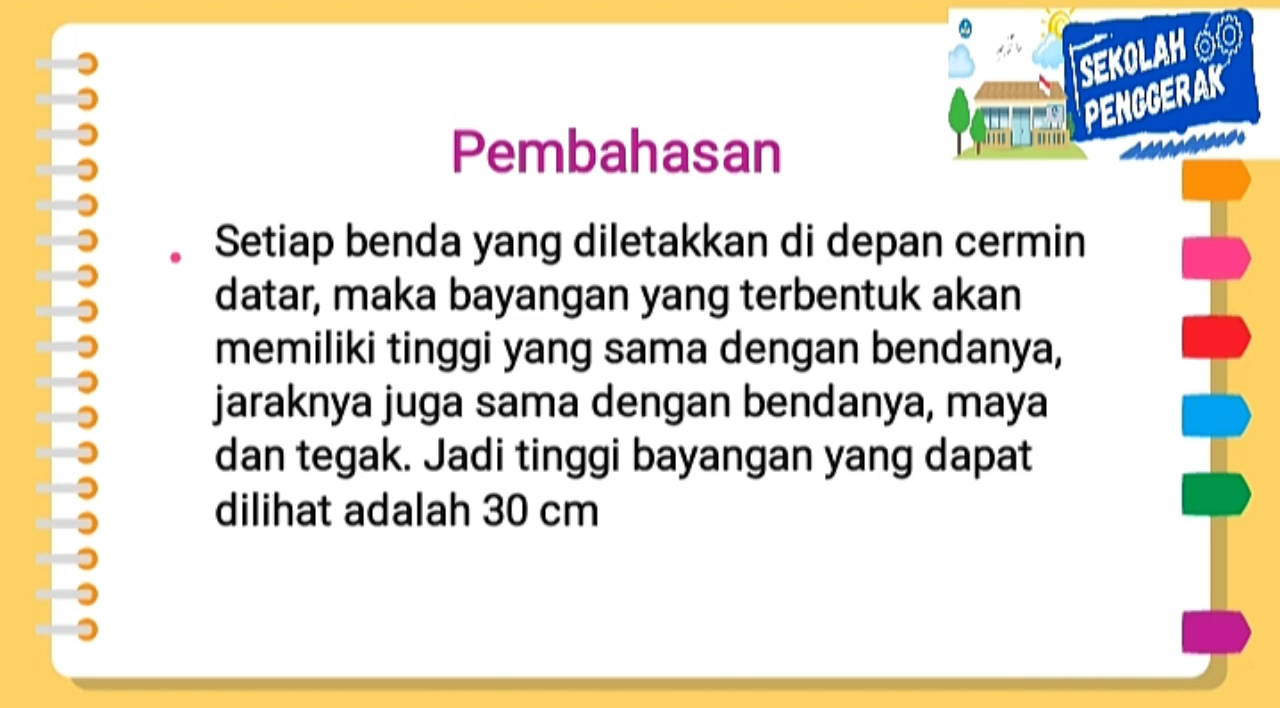 SEKOLAH
PENGGERAK
Pembahasan
Setiap benda yang diletakkan di depan cermin
datar, maka bayangan yang terbentuk akan
memiliki tinggi yang sama dengan bendanya,
jaraknya juga sama dengan bendanya, maya
dan tegak. Jadi tinggi bayangan yang dapat
dilihat adalah 30 cm